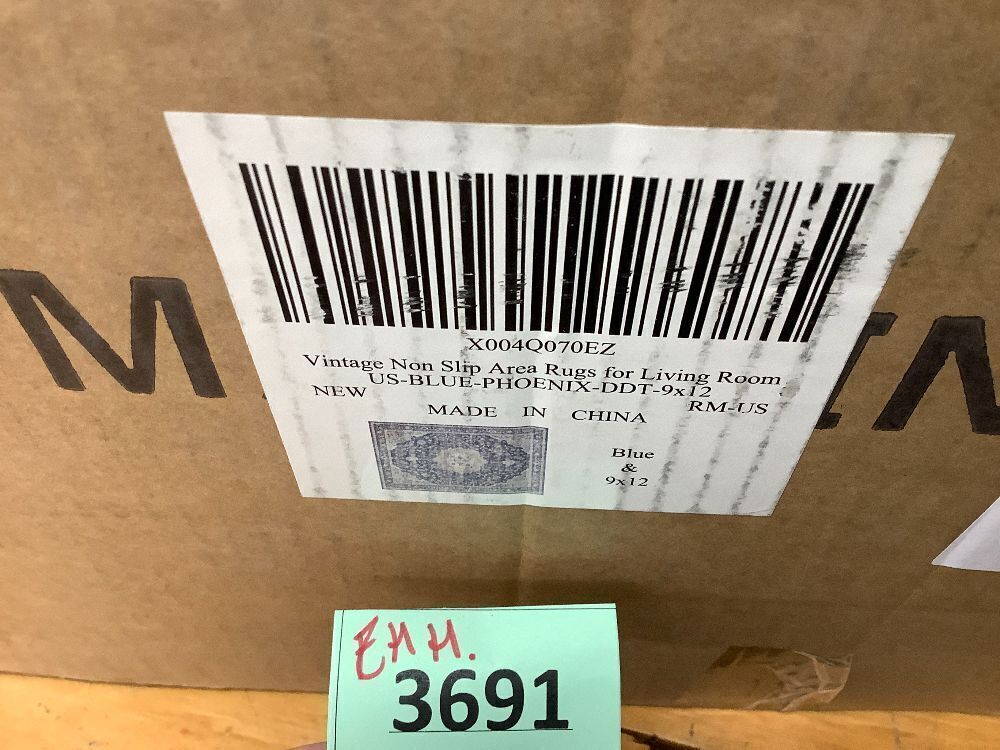 X004Q070EZ
Vintage Non Slip Area Rugs for Living Room
US-BLUE-PHOENIX-DDT-9x12
NEW RM-US
MADE IN CHINA
Blue
&
9x12
EHH.
3691